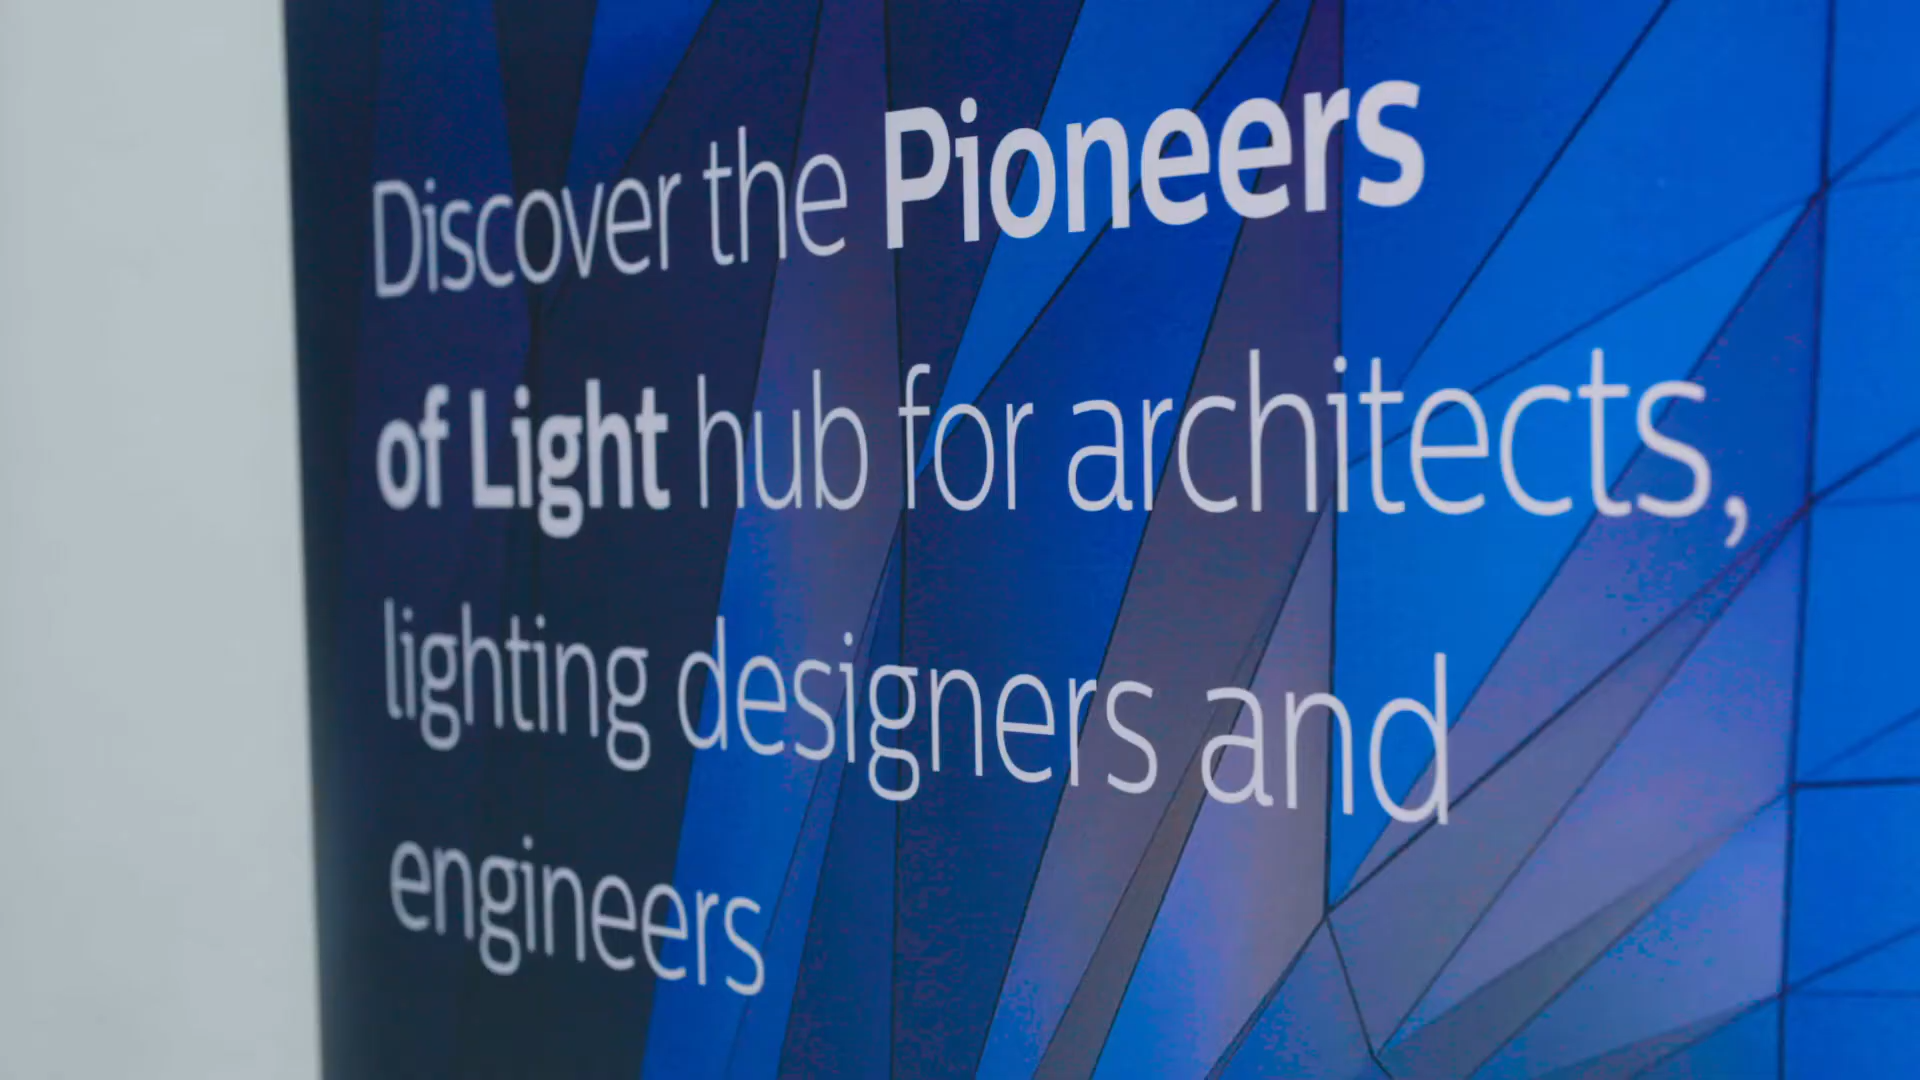 Discover the Pioneers
of Light hub for architects,
lighting designers and
engineers